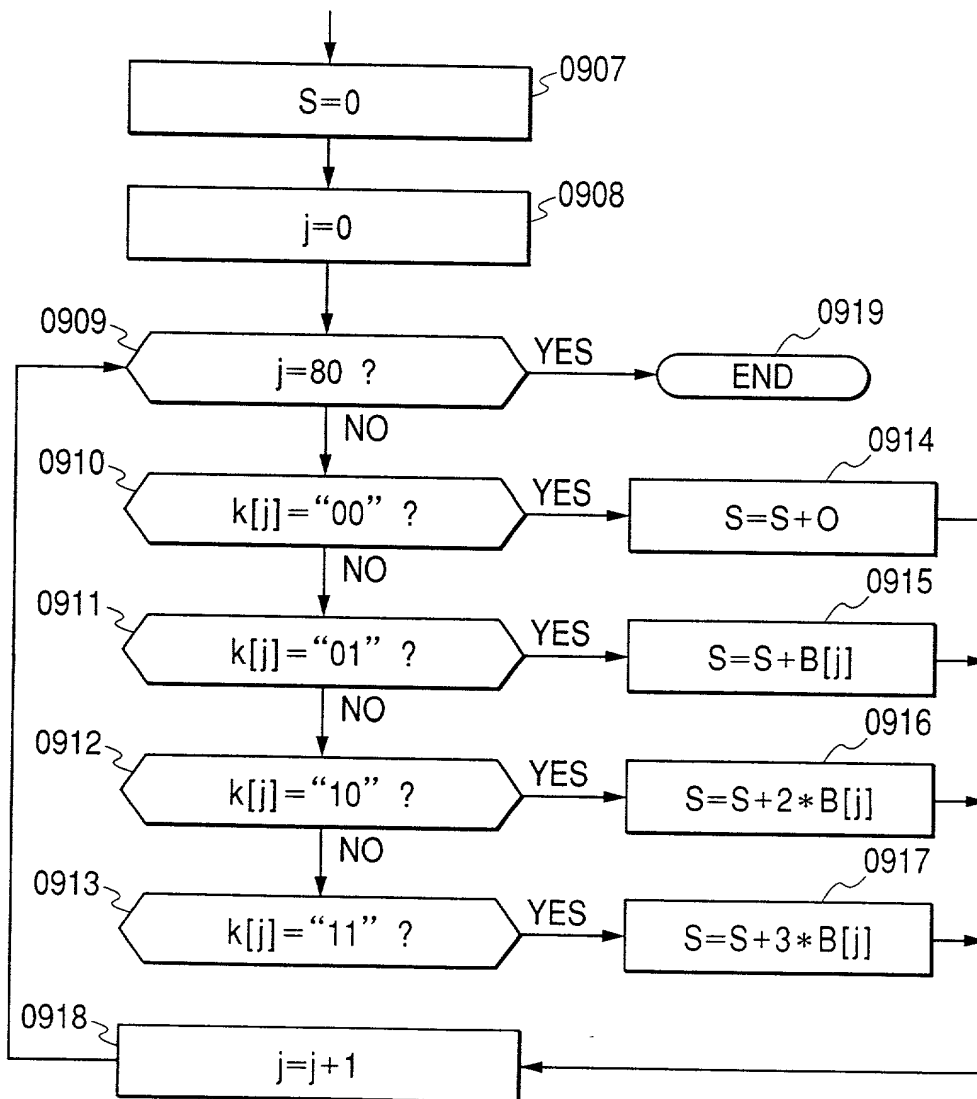 0907
S=0
0908
j=0
0909
j=80 ?
YES
0919
END
NO
0910
k[j]="00" ?
YES
0914
S=S+O
NO
0911
k[j]="01" ?
YES
0915
S=S+B[j]
NO
0912
k[j]="10" ?
YES
0916
S=S+2*B[j]
NO
0913
k[j]="11" ?
YES
0917
S=S+3*B[j]
0918
j=j+1